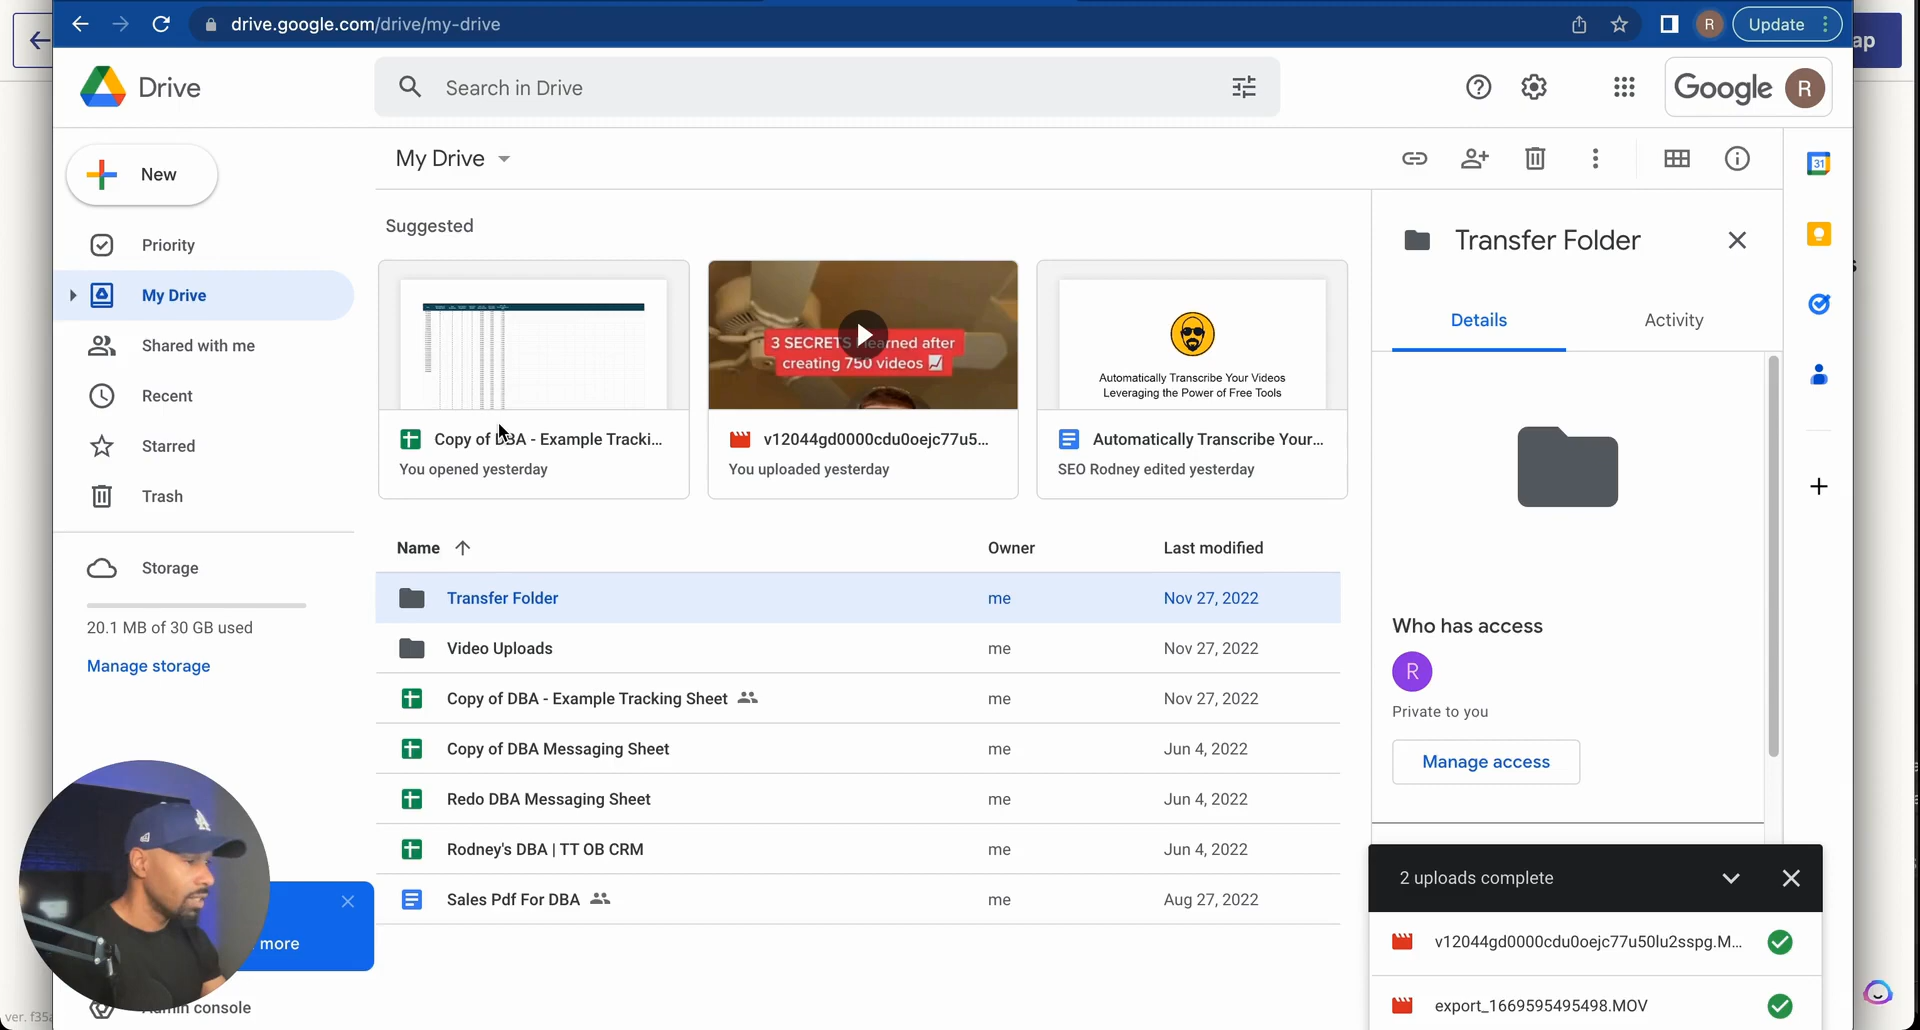 drive.google.com/drive/my-drive
R
Update
ap
Drive
Search in Drive
Google
R
New
My Drive
31
Priority
My Drive
Shared with me
Recent
Starred
Trash
Storage
20.1 MB of 30 GB used
Manage storage
more
Admin console
Suggested
3 SECRETS learned after
creating 750 videos
Automatically Transcribe Your Videos
Leveraging the Power of Free Tools
Copy of DBA - Example Tracki...
You opened yesterday
v12044gd0000cdu0oejc77u5...
You uploaded yesterday
Automatically Transcribe Your...
SEO Rodney edited yesterday
Name Owner Last modified
Transfer Folder me Nov 27, 2022
Video Uploads me Nov 27, 2022
Copy of DBA - Example Tracking Sheet me Nov 27, 2022
Copy of DBA Messaging Sheet me Jun 4, 2022
Redo DBA Messaging Sheet me Jun 4, 2022
Rodney's DBA | TT OB CRM me Jun 4, 2022
Sales Pdf For DBA me Aug 27, 2022
Transfer Folder
Details Activity
Who has access
R
Private to you
Manage access
2 uploads complete
v12044gd0000cdu0oejc77u50lu2sspg.M...
export_1669595495498.MOV
ver. f35